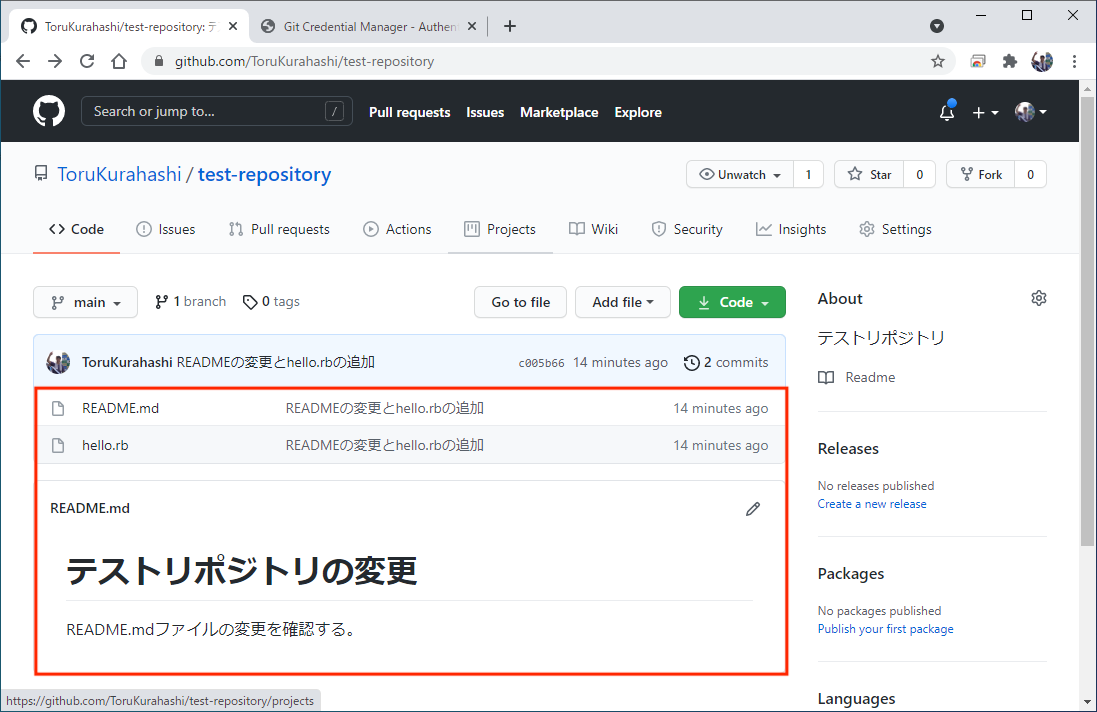 ToruKurahashi/test-repository: テ
Git Credential Manager - Authen
github.com/ToruKurahashi/test-repository
Search or jump to... /
Pull requests Issues Marketplace Explore
ToruKurahashi / test-repository
Unwatch 1 Star 0 Fork 0
Code Issues Pull requests Actions Projects Wiki Security Insights Settings
main 1 branch 0 tags Go to file Add file Code
ToruKurahashi READMEの変更とhello.rbの追加 c005b66 14 minutes ago 2 commits
README.md READMEの変更とhello.rbの追加 14 minutes ago
hello.rb READMEの変更とhello.rbの追加 14 minutes ago
README.md
テストリポジトリの変更
README.mdファイルの変更を確認する。
About
テストリポジトリ
Readme
Releases
No releases published
Create a new release
Packages
No packages published
Publish your first package
Languages
https://github.com/ToruKurahashi/test-repository/projects